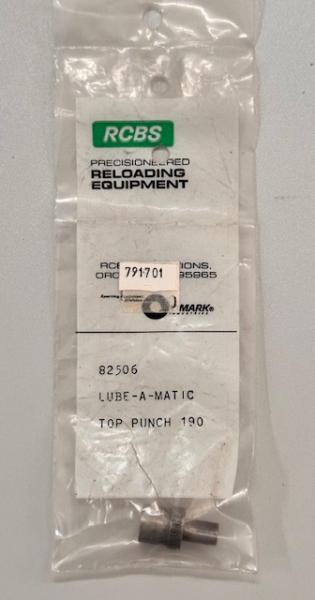 RCBS
PRECISIONEERED
RELOADING
EQUIPMENT
791701
MARK®
82506
LUBE-A-MATIC
TOP PUNCH 190